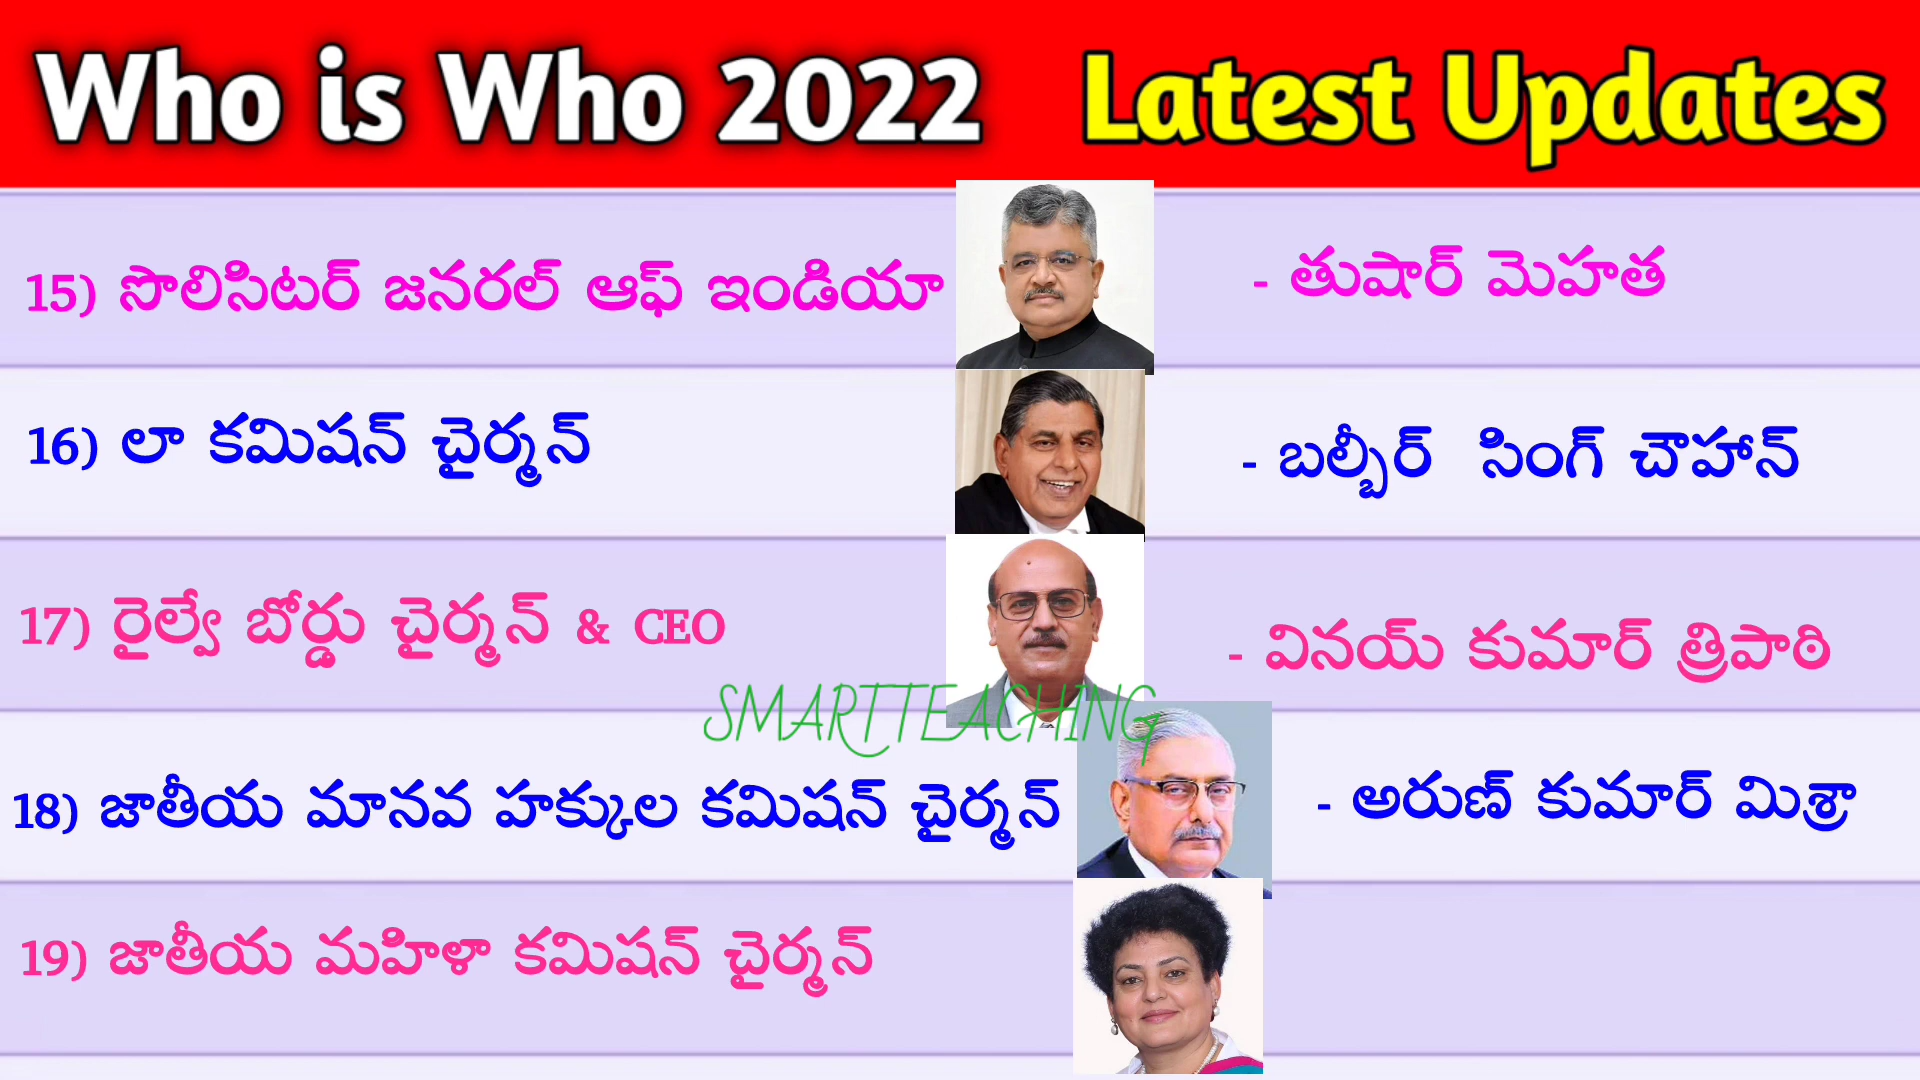 Who is Who 2022 Latest Updates
15) సొలిసిటర్ జనరల్ ఆఫ్ ఇండియా - తుషార్ మెహత
16) లా కమిషన్ చైర్మన్ - బల్బీర్ సింగ్ చౌహాన్
17) రైల్వే బోర్డు చైర్మన్ & CEO - వినయ్ కుమార్ త్రిపాఠి
SMARTTEACHING
18) జాతీయ మానవ హక్కుల కమిషన్ చైర్మన్ - అరుణ్ కుమార్ మిశ్రా
19) జాతీయ మహిళా కమిషన్ చైర్మన్